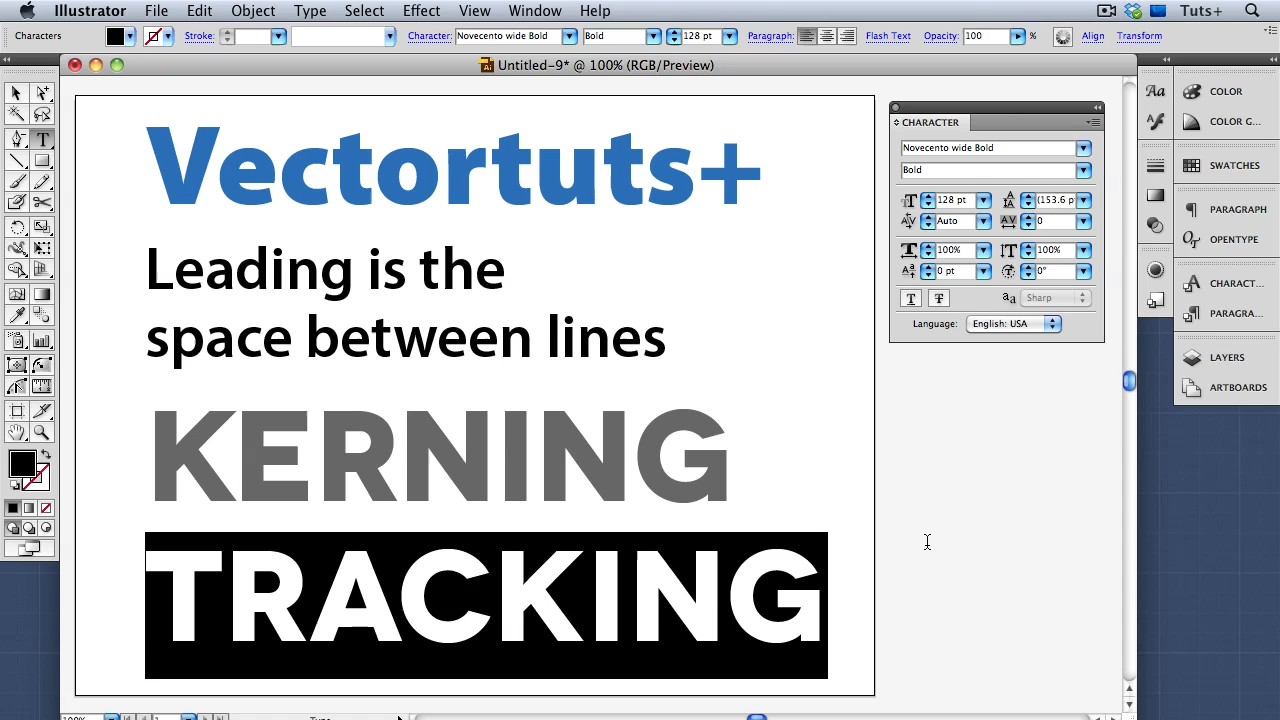 Illustrator File Edit Object Type Select Effect View Window Help Tuts+
Characters Stroke: Character: Novecento wide Bold Bold 128 pt Paragraph: Flash Text Opacity: 100 % Align Transform
Untitled-9* @ 100% (RGB/Preview)
Vectortuts+
Leading is the
space between lines
KERNING
TRACKING
CHARACTER
Novecento wide Bold
Bold
128 pt (153.6 p
Auto 0
100% 100%
0 pt 0°
Sharp
Language: English: USA
COLOR
COLOR G...
SWATCHES
PARAGRAPH
OPENTYPE
CHARACT...
PARAGRA...
LAYERS
ARTBOARDS